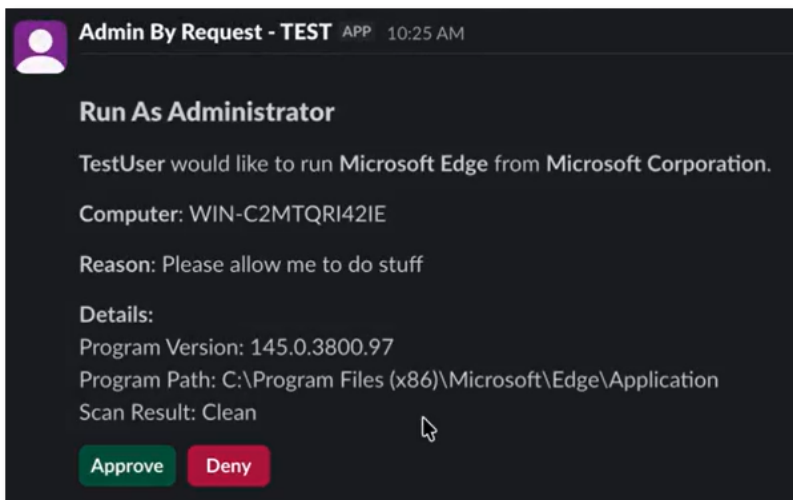 Admin By Request - TEST APP 10:25 AM
Run As Administrator
TestUser would like to run Microsoft Edge from Microsoft Corporation.
Computer: WIN-C2MTQRI42IE
Reason: Please allow me to do stuff
Details:
Program Version: 145.0.3800.97
Program Path: C:\Program Files (x86)\Microsoft\Edge\Application
Scan Result: Clean
Approve Deny